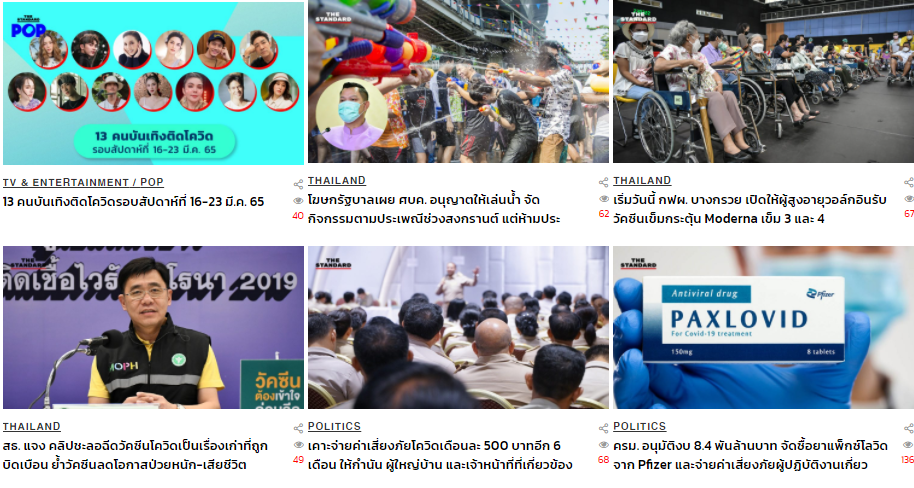 THE STANDARD
POP
13 คนบันเทิงติดโควิด
รอบสัปดาห์ที่ 16-23 มี.ค. 65
TV & ENTERTAINMENT / POP
13 คนบันเทิงติดโควิดรอบสัปดาห์ที่ 16-23 มี.ค. 65
40
THE STANDARD
THAILAND
โฆษกรัฐบาลเผย ศบค. อนุญาตให้เล่นน้ำ จัด
กิจกรรมตามประเพณีช่วงสงกรานต์ แต่ห้ามประ
62
THE STANDARD
THAILAND
เริ่มวันนี้ กฟผ. บางกรวย เปิดให้ผู้สูงอายุวอล์กอินรับ
วัคซีนเข็มกระตุ้น Moderna เข็ม 3 และ 4
67
THE STANDARD
ติดเชื้อไวรัสโคโรนา 2019
MOPH
วัคซีน
ต้องเข้าใจ
THAILAND
สธ. แจง คลิปชะลอฉีดวัคซีนโควิดเป็นเรื่องเก่าที่ถูก
บิดเบือน ย้ำวัคซีนลดโอกาสป่วยหนัก-เสียชีวิต
49
THE STANDARD
POLITICS
เคาะจ่ายค่าเสี่ยงภัยโควิดเดือนละ 500 บาทอีก 6
เดือน ให้กำนัน ผู้ใหญ่บ้าน และเจ้าหน้าที่ที่เกี่ยวข้อง
68
THE STANDARD
Antiviral drug
Pfizer
PAXLOVID
For Covid-19 treatment
150mg
8 tablets
POLITICS
ครม. อนุมัติงบ 8.4 พันล้านบาท จัดซื้อยาแพ็กซ์โลวิด
จาก Pfizer และจ่ายค่าเสี่ยงภัยผู้ปฏิบัติงานเกี่ยว
136